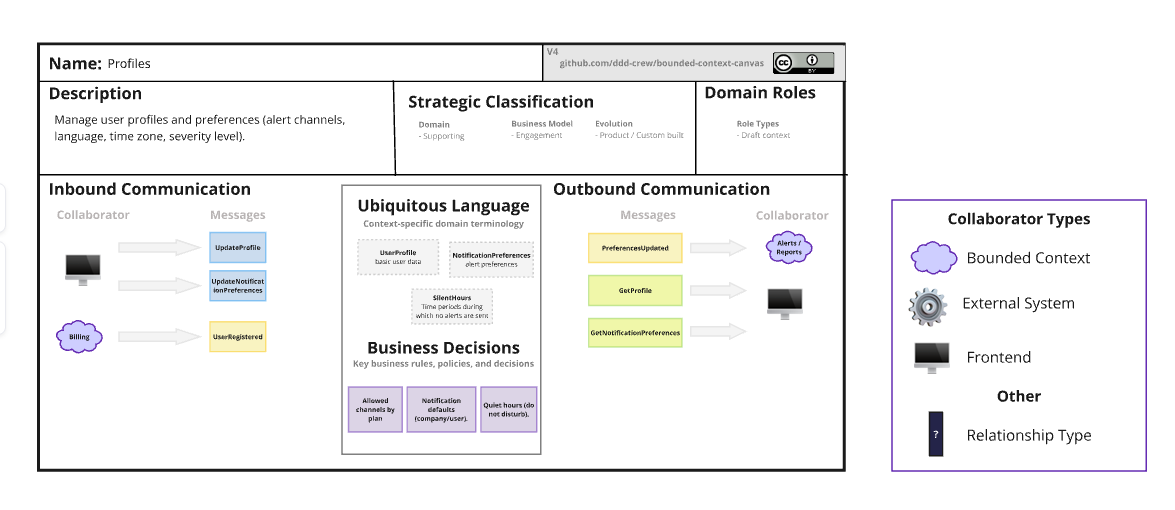 Name: Profiles
V4
github.com/ddd-crew/bounded-context-canvas
CC
BY
Description
Manage user profiles and preferences (alert channels,
language, time zone, severity level).
Strategic Classification
Domain
- Supporting
Business Model
- Engagement
Evolution
- Product / Custom built
Domain Roles
Role Types
- Draft context
Inbound Communication
Collaborator
Messages
UpdateProfile
UpdateNotificat
ionPreferences
Billing
UserRegistered
Ubiquitous Language
Context-specific domain terminology
UserProfile
basic user data
NotificationPreferences
alert preferences
SilentHours
Time periods during
which no alerts are sent
Business Decisions
Key business rules, policies, and decisions
Allowed
channels by
plan
Notification
defaults
(company/user).
Quiet hours (do
not disturb).
Outbound Communication
Messages
Collaborator
PreferencesUpdated
Alerts /
Reports
GetProfile
GetNotificationPreferences
Collaborator Types
Bounded Context
External System
Frontend
Other
?
Relationship Type